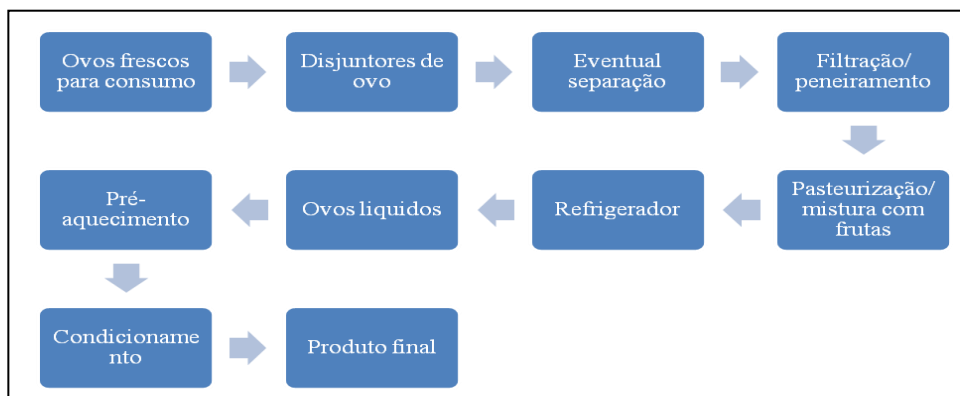 Ovos frescos
para consumo
Disjuntores de
ovo
Eventual
separação
Filtração/
peneiramento
Pasteurização/
mistura com
frutas
Refrigerador
Ovos liquidos
Pré-
aquecimento
Condicioname
nto
Produto final